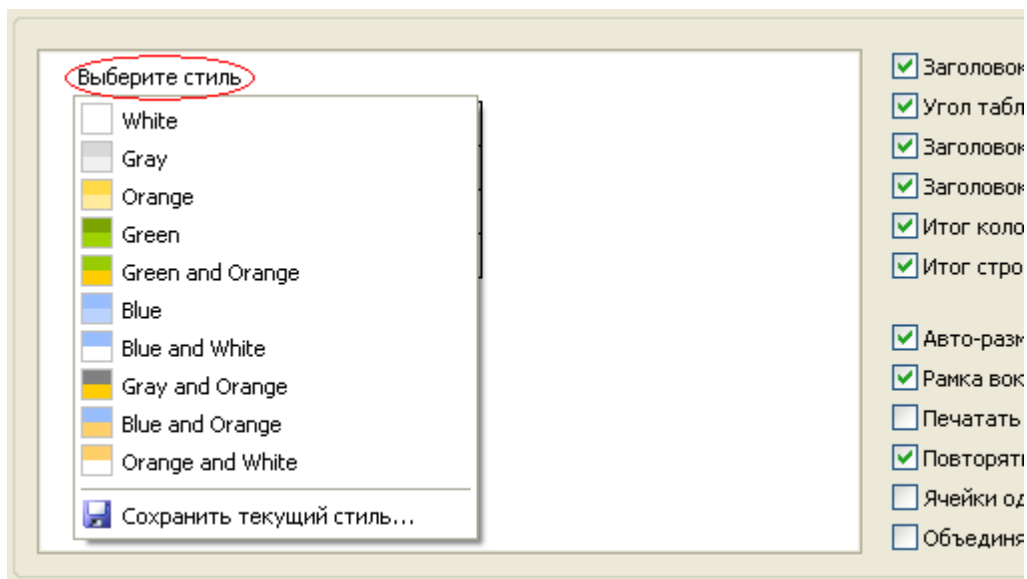 Выберите стиль
White
Gray
Orange
Green
Green and Orange
Blue
Blue and White
Gray and Orange
Blue and Orange
Orange and White
Сохранить текущий стиль...
Заголовок
Угол табл
Заголовок
Заголовок
Итог коло
Итог стро
Авто-разм
Рамка вок
Печатать
Повторять
Ячейки од
Объединя